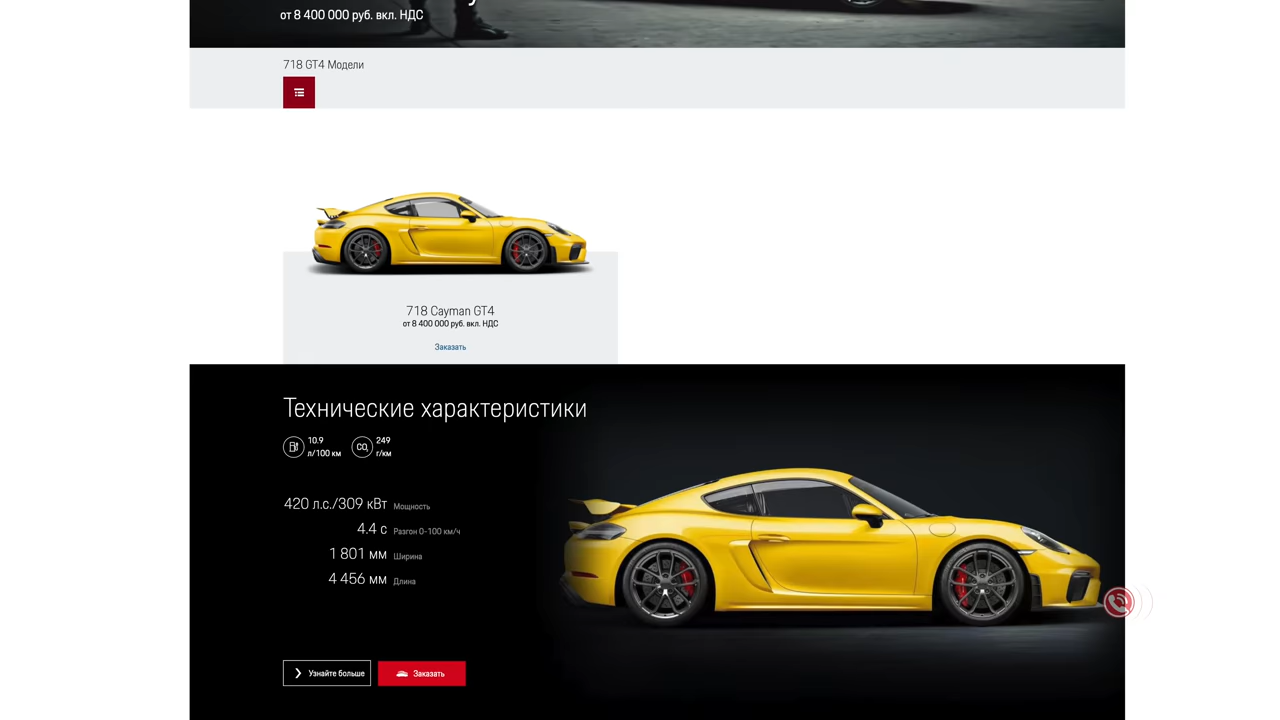 от 8 400 000 руб. вкл. НДС
718 GT4 Модели
718 Cayman GT4
от 8 400 000 руб. вкл. НДС
Заказать
Технические характеристики
10.9
л/100 км
CO₂
249
г/км
420 л.с./309 кВт Мощность
4.4 с Разгон 0-100 км/ч
1 801 мм Ширина
4 456 мм Длина
Узнайте больше
Заказать